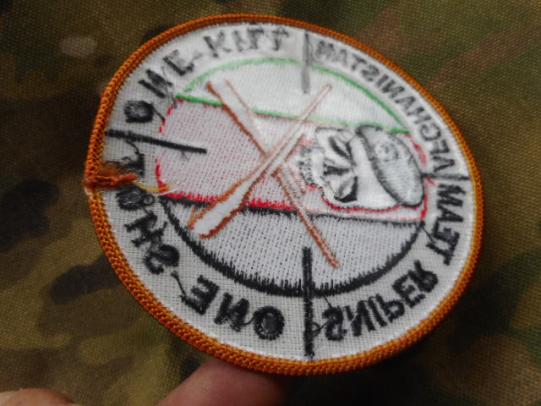 ONE SHOT
ONE-KILL
AFGHANISTAN
SNIPER TEAM